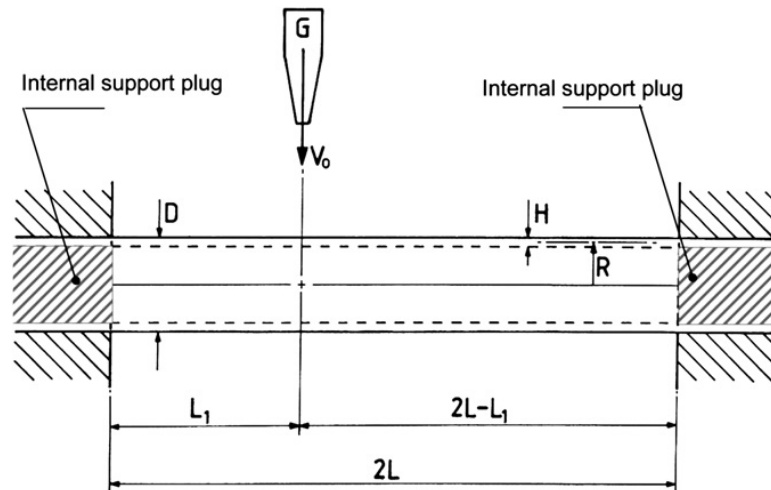 G
Internal support plug
Internal support plug
V₀
D
H
R
L₁
2L-L₁
2L